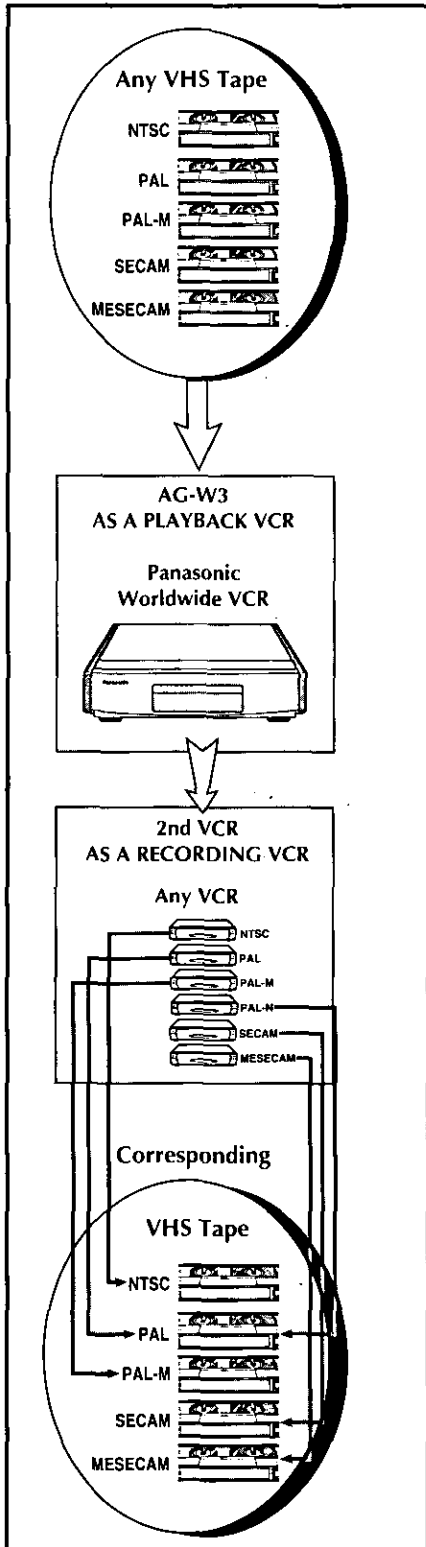 Any VHS Tape
NTSC
PAL
PAL-M
SECAM
MESECAM
AG-W3
AS A PLAYBACK VCR
Panasonic
Worldwide VCR
Panasonic
2nd VCR
AS A RECORDING VCR
Any VCR
NTSC
PAL
PAL-M
PAL-N
SECAM
MESECAM
Corresponding
VHS Tape
NTSC
PAL
PAL-M
SECAM
MESECAM